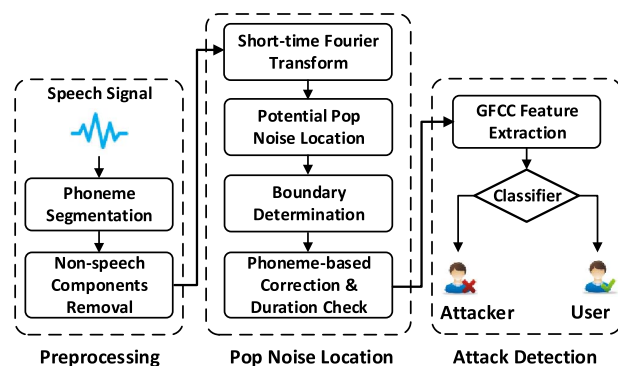 Speech Signal
Phoneme
Segmentation
Non-speech
Components
Removal
Preprocessing
Short-time Fourier
Transform
Potential Pop
Noise Location
Boundary
Determination
Phoneme-based
Correction &
Duration Check
Pop Noise Location
GFCC Feature
Extraction
Classifier
Attacker
User
Attack Detection